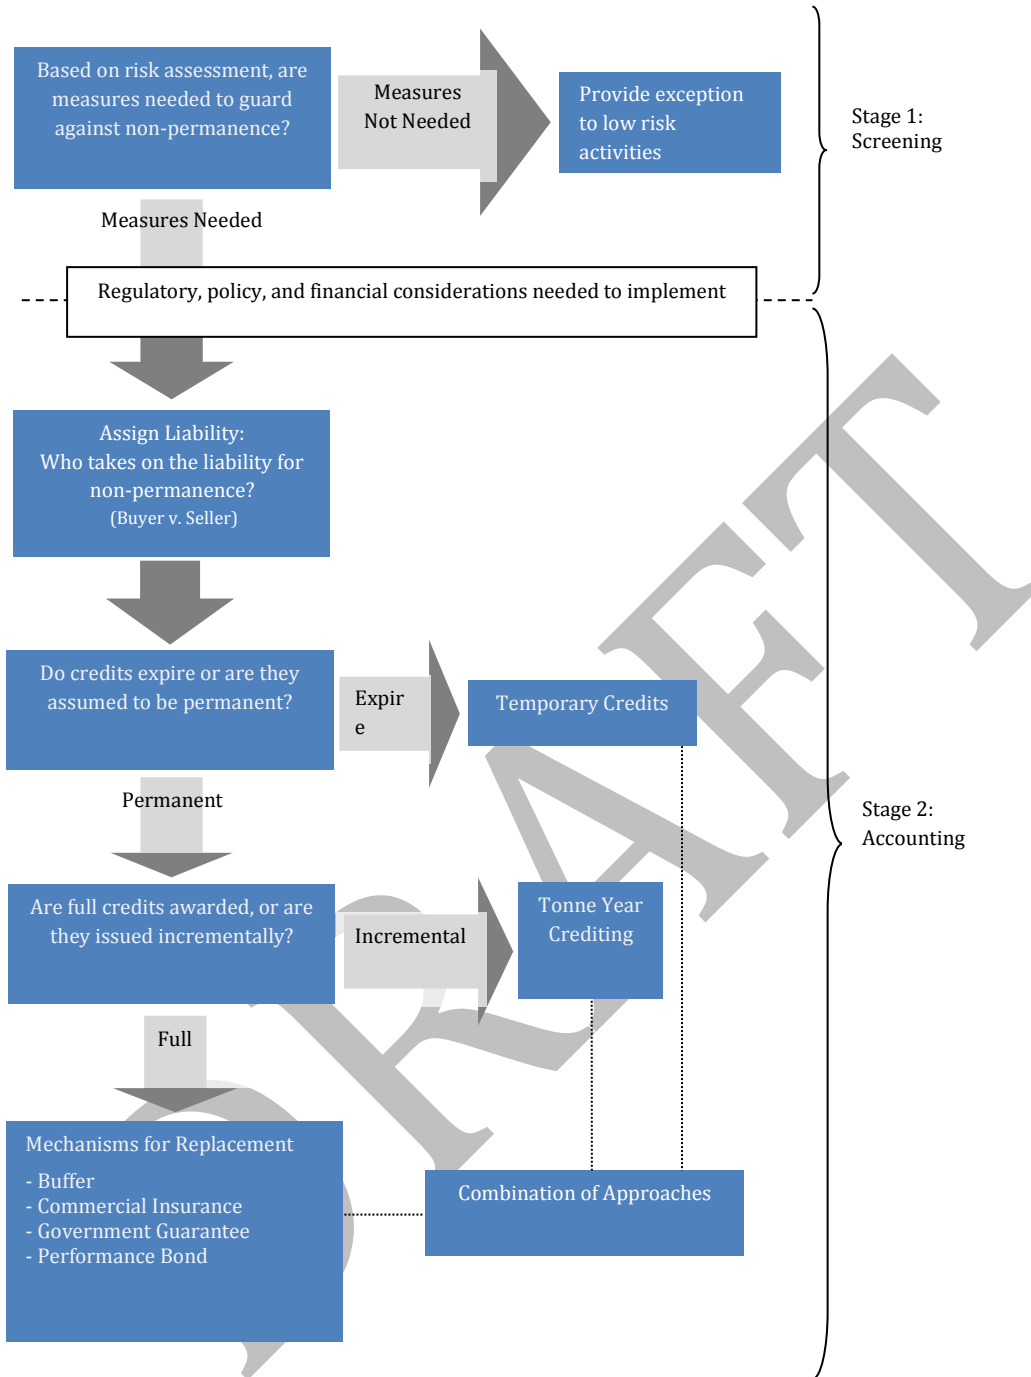 Based on risk assessment, are
measures needed to guard
against non-permanence?
Measures
Not Needed
Provide exception
to low risk
activities
Stage 1:
Screening
Measures Needed
Regulatory, policy, and financial considerations needed to implement
Assign Liability:
Who takes on the liability for
non-permanence?
(Buyer v. Seller)
Do credits expire or are they
assumed to be permanent?
Expir
e
Temporary Credits
Permanent
Stage 2:
Accounting
Are full credits awarded, or are
they issued incrementally?
Incremental
Tonne Year
Crediting
Full
Mechanisms for Replacement
- Buffer
- Commercial Insurance
- Government Guarantee
- Performance Bond
Combination of Approaches
DRAFT